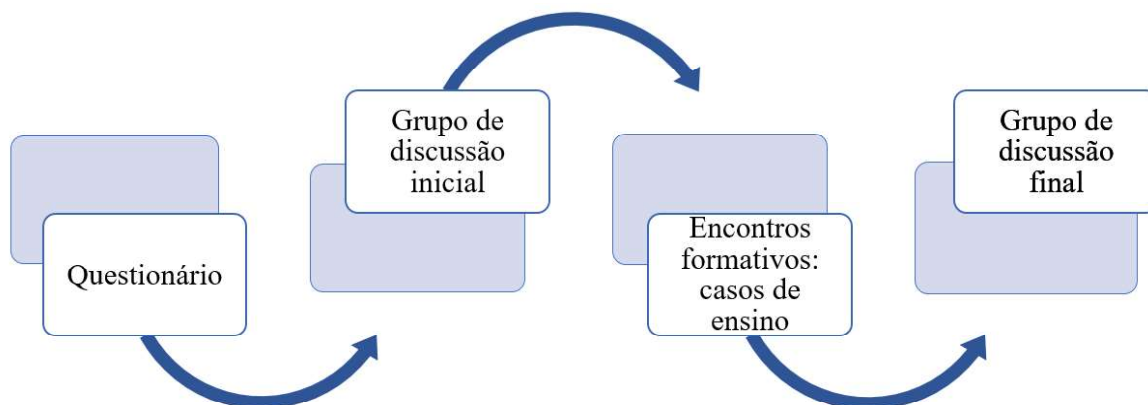 Questionário
Grupo de
discussão
inicial
Encontros
formativos:
casos de
ensino
Grupo de
discussão
final